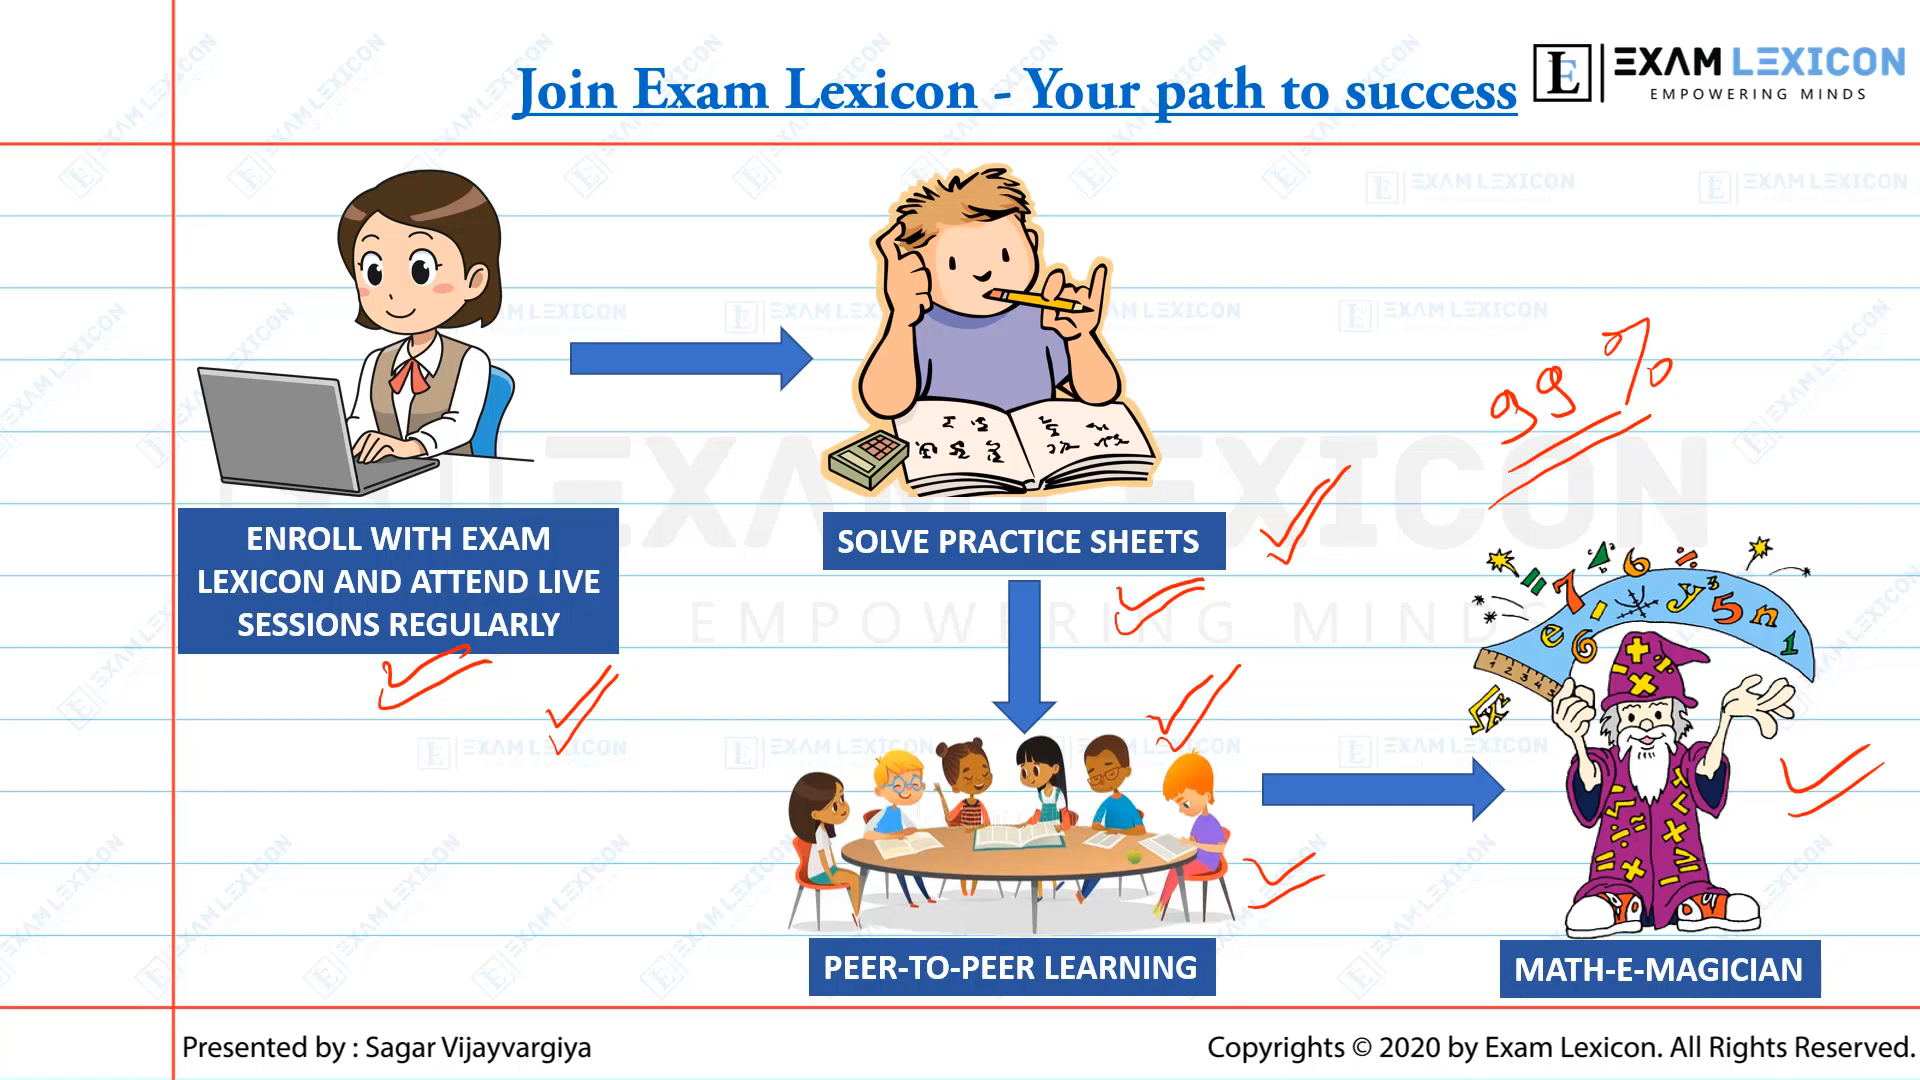 Join Exam Lexicon - Your path to success
EXAM LEXICON
EMPOWERING MINDS
99%
ENROLL WITH EXAM
LEXICON AND ATTEND LIVE
SESSIONS REGULARLY
SOLVE PRACTICE SHEETS
PEER-TO-PEER LEARNING
MATH-E-MAGICIAN
Presented by : Sagar Vijayvargiya
Copyrights © 2020 by Exam Lexicon. All Rights Reserved.